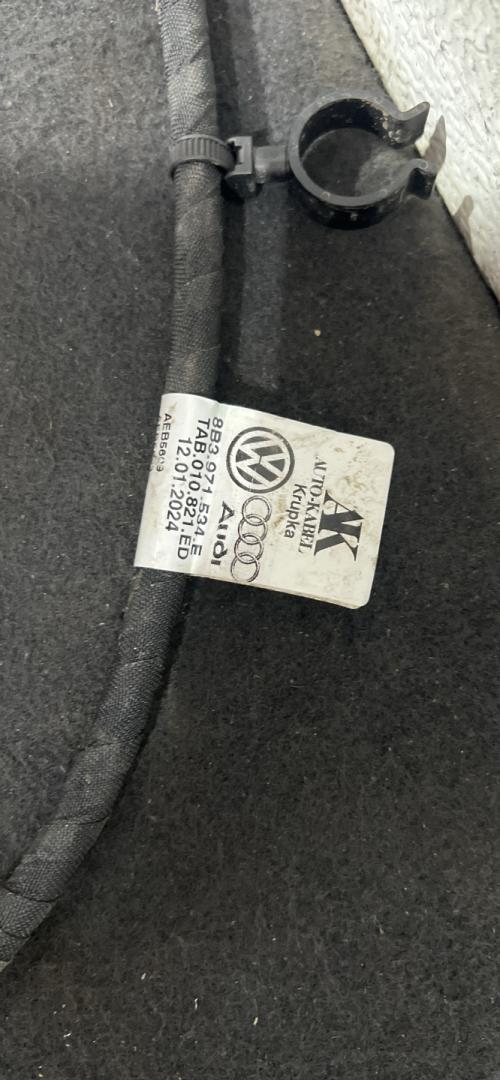 AK
AUTO-KABEL
Krupka
Audi
8B3.971.534.E
TAB.010.821.ED
12.01.2024